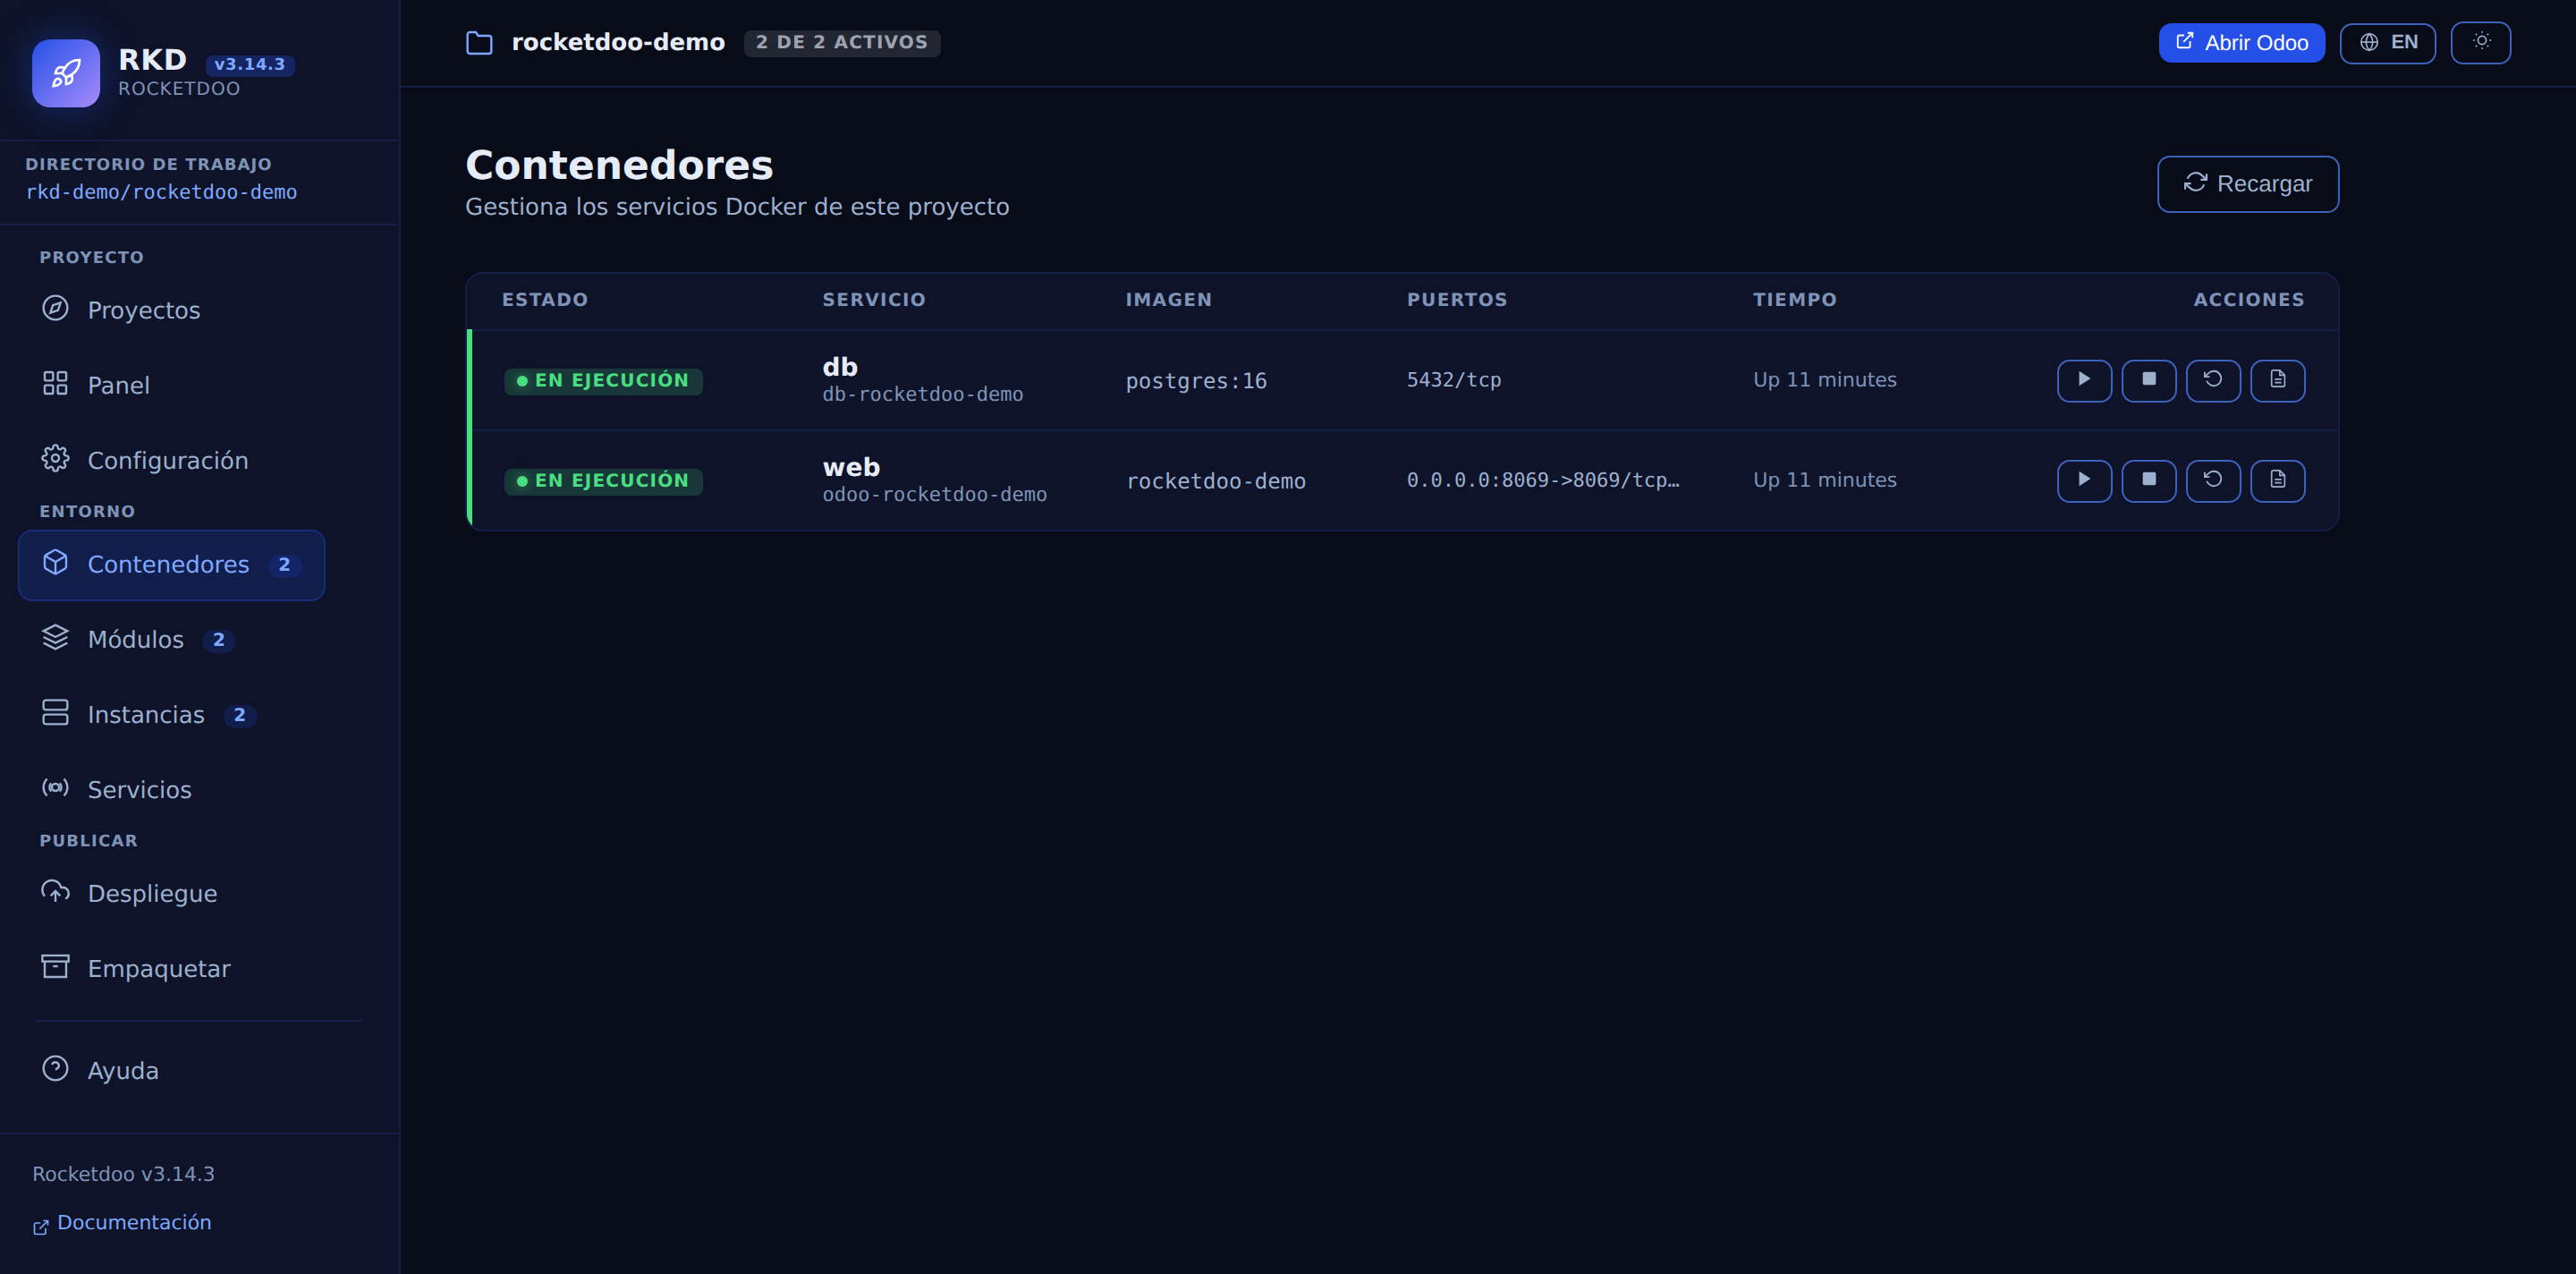 RKD v3.14.3
ROCKETDOO
DIRECTORIO DE TRABAJO
rkd-demo/rocketdoo-demo
PROYECTO
Proyectos
Panel
Configuración
ENTORNO
Contenedores 2
Módulos 2
Instancias 2
Servicios
PUBLICAR
Despliegue
Empaquetar
Ayuda
Rocketdoo v3.14.3
Documentación
rocketdoo-demo 2 DE 2 ACTIVOS
Abrir Odoo EN
Contenedores
Gestiona los servicios Docker de este proyecto
Recargar
ESTADO SERVICIO IMAGEN PUERTOS TIEMPO ACCIONES
EN EJECUCIÓN db postgres:16 5432/tcp Up 11 minutes
db-rocketdoo-demo
EN EJECUCIÓN web rocketdoo-demo 0.0.0.0:8069->8069/tcp… Up 11 minutes
odoo-rocketdoo-demo